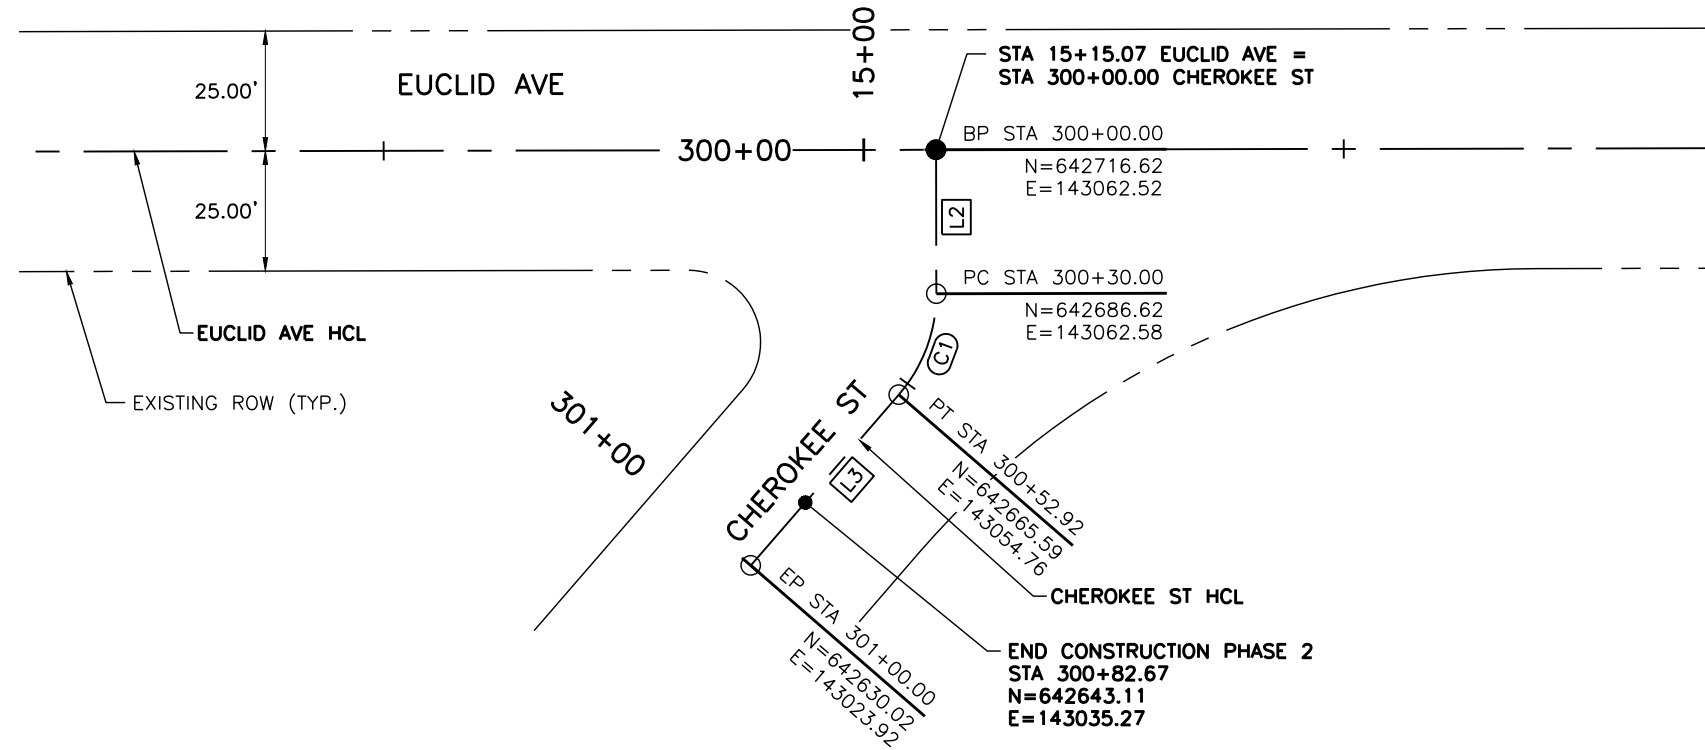 15+00
STA 15+15.07 EUCLID AVE =
STA 300+00.00 CHEROKEE ST
25.00'
EUCLID AVE
BP STA 300+00.00
300+00
N=642716.62
E=143062.52
25.00'
L2
PC STA 300+30.00
N=642686.62
E=143062.58
EUCLID AVE HCL
C1
EXISTING ROW (TYP.)
301+00
CHEROKEE ST
PT STA 300+52.92
N=642665.59
E=143054.76
L3
CHEROKEE ST HCL
EP STA 301+00.00
N=642630.02
E=143023.92
END CONSTRUCTION PHASE 2
STA 300+82.67
N=642643.11
E=143035.27